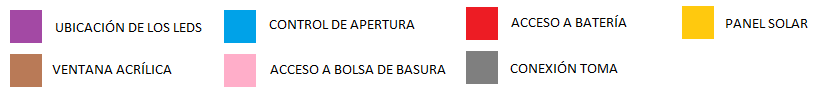 UBICACIÓN DE LOS LEDS
CONTROL DE APERTURA
ACCESO A BATERÍA
PANEL SOLAR
VENTANA ACRÍLICA
ACCESO A BOLSA DE BASURA
CONEXIÓN TOMA